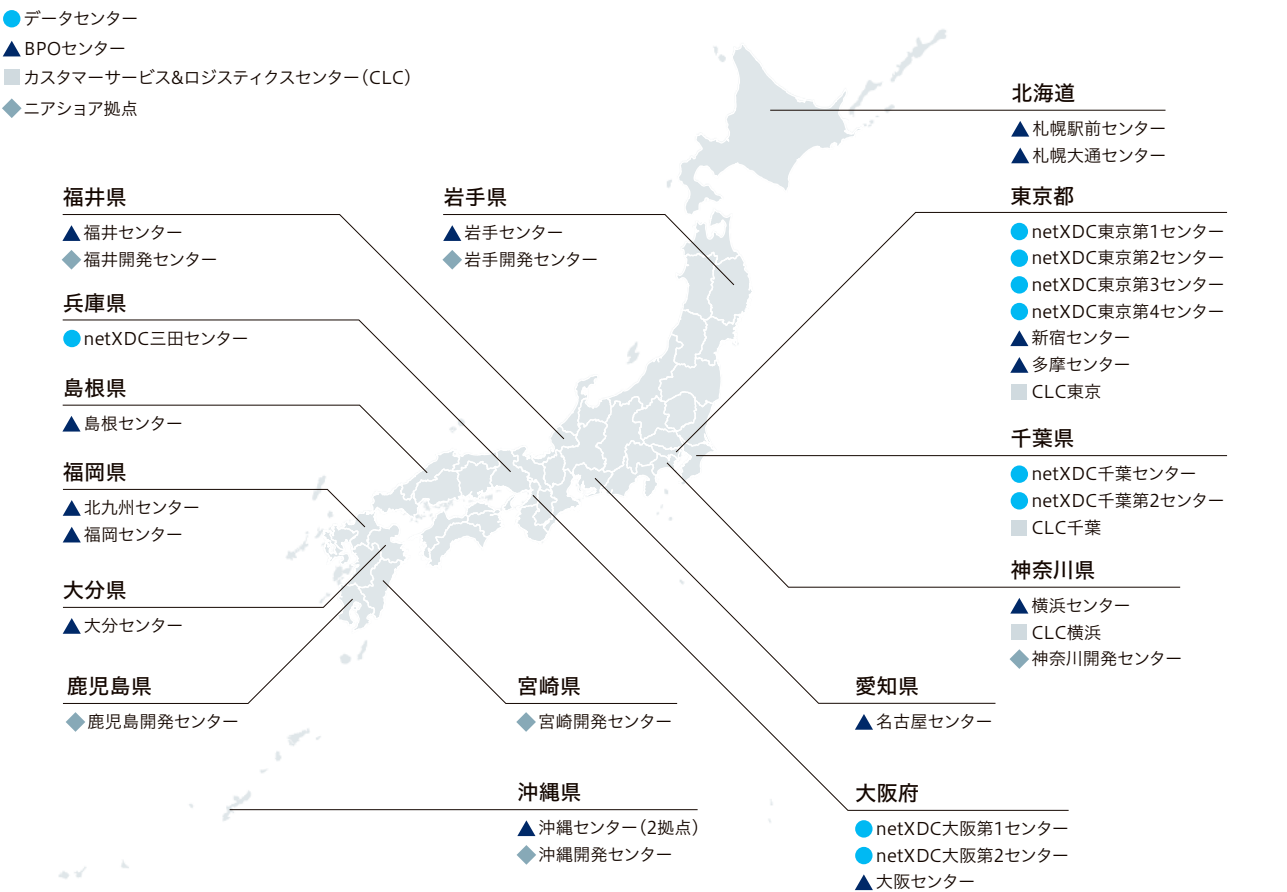 データセンター
BPOセンター
カスタマーサービス&ロジスティクスセンター（CLC）
ニアショア拠点
北海道
札幌駅前センター
札幌大通センター
福井県
福井センター
福井開発センター
岩手県
岩手センター
岩手開発センター
東京都
netXDC東京第1センター
netXDC東京第2センター
netXDC東京第3センター
netXDC東京第4センター
新宿センター
多摩センター
CLC東京
兵庫県
netXDC三田センター
島根県
島根センター
千葉県
netXDC千葉センター
netXDC千葉第2センター
CLC千葉
福岡県
北九州センター
福岡センター
神奈川県
横浜センター
CLC横浜
神奈川開発センター
大分県
大分センター
鹿児島県
鹿児島開発センター
宮崎県
宮崎開発センター
愛知県
名古屋センター
沖縄県
沖縄センター（2拠点）
沖縄開発センター
大阪府
netXDC大阪第1センター
netXDC大阪第2センター
大阪センター